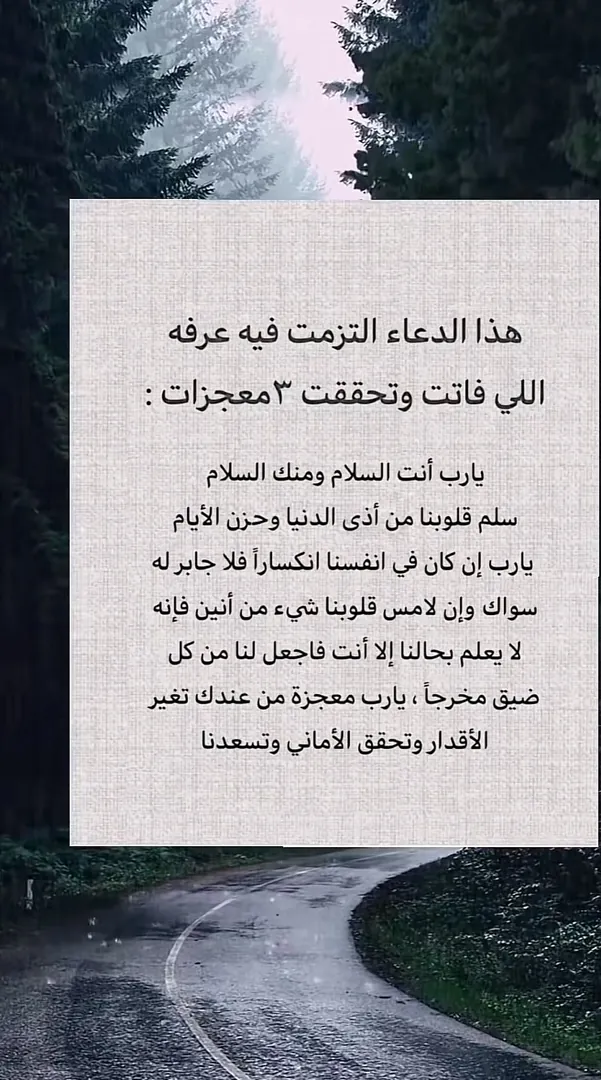 هذا الدعاء التزمت فيه عرفه
اللي فاتت وتحققت ٣معجزات :
يارب أنت السلام ومنك السلام
سلم قلوبنا من أذى الدنيا وحزن الأيام
يارب إن كان في انفسنا انكساراً فلا جابر له
سواك وإن لامس قلوبنا شيء من أنين فإنه
لا يعلم بحالنا إلا أنت فاجعل لنا من كل
ضيق مخرجاً ، يارب معجزة من عندك تغير
الأقدار وتحقق الأماني وتسعدنا